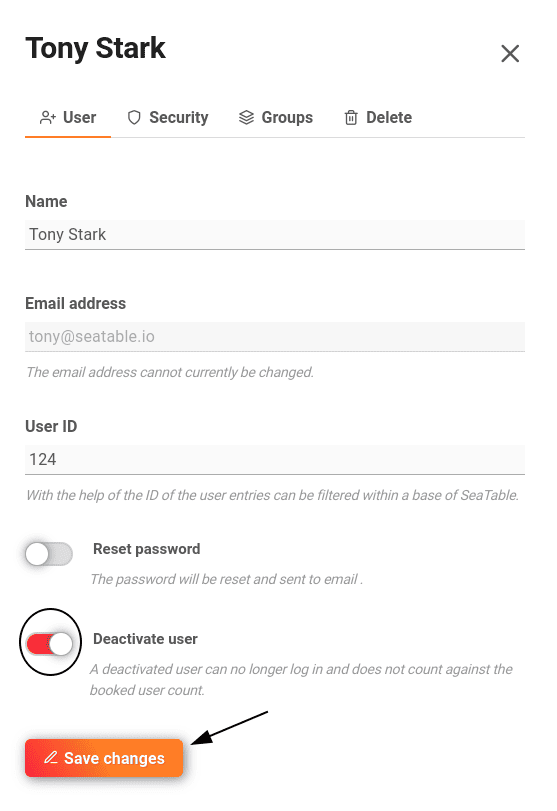 Tony Stark
User Security Groups Delete
Name
Tony Stark
Email address
tony@seatable.io
The email address cannot currently be changed.
User ID
124
With the help of the ID of the user entries can be filtered within a base of SeaTable.
Reset password
The password will be reset and sent to email .
Deactivate user
A deactivated user can no longer log in and does not count against the
booked user count.
Save changes